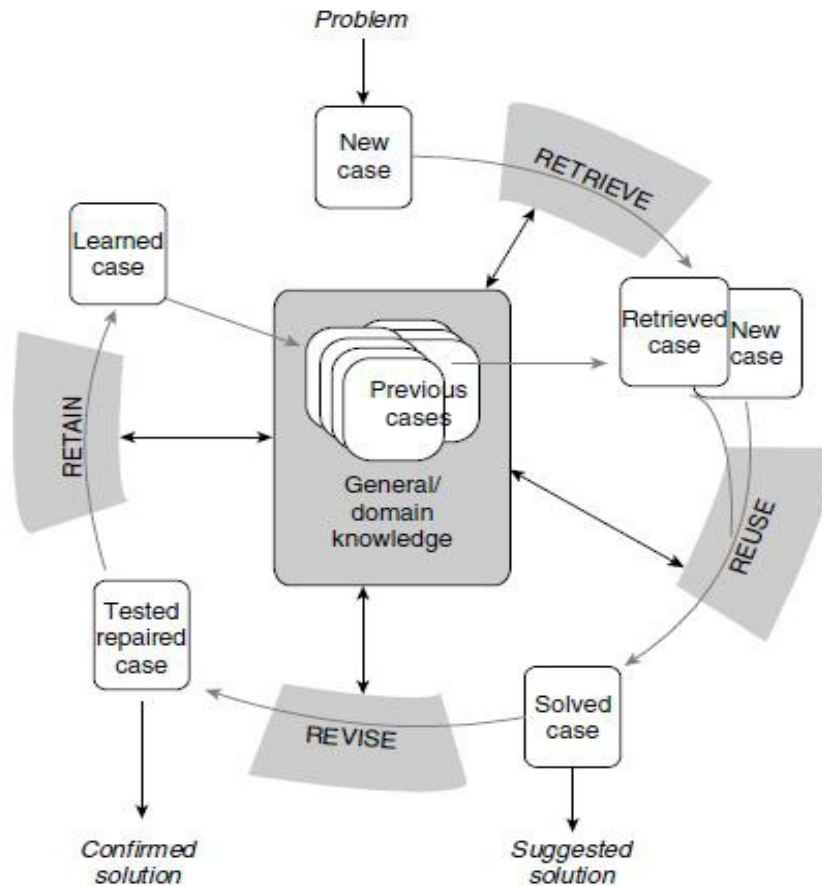 Problem
New
case
RETRIEVE
Learned
case
Retrieved
case
New
case
Previous
cases
General/
domain
knowledge
RETAIN
REUSE
Tested
repaired
case
REVISE
Solved
case
Confirmed
solution
Suggested
solution